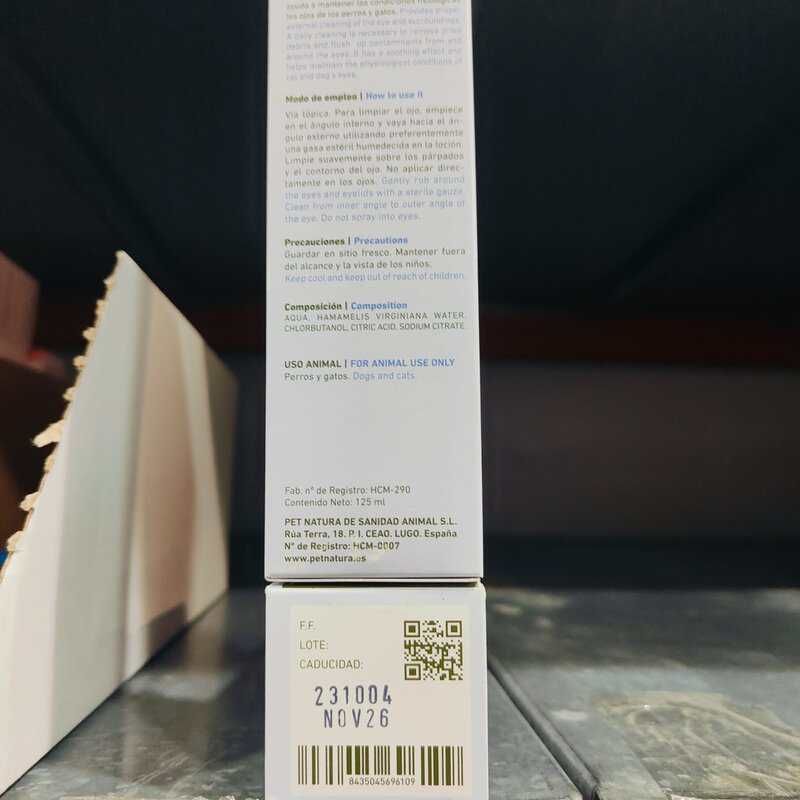 ayuda a mantener las condiciones fisiológicas
de los ojos de los perros y gatos. Provides proper
external cleaning of the eye and surroundings.
A daily cleaning is necessary to remove dried
debris and flush up contaminants from and
around the eyes. It has a soothing effect and
helps maintain the physiological conditions of
cat and dog's eyes.
Modo de empleo | How to use it
Vía tópica. Para limpiar el ojo, empiece
en el ángulo interno y vaya hacia el án-
gulo externo utilizando preferentemente
una gasa estéril humedecida en la loción.
Limpie suavemente sobre los párpados
y el contorno del ojo. No aplicar direc-
tamente en los ojos. Gently rub around
the eyes and eyelids with a sterile gauze.
Clean from inner angle to outer angle of
the eye. Do not spray into eyes.
Precauciones | Precautions
Guardar en sitio fresco. Mantener fuera
del alcance y la vista de los niños.
Keep cool and keep out of reach of children.
Composición | Composition
AQUA, HAMAMELIS VIRGINIANA WATER,
CHLORBUTANOL, CITRIC ACID, SODIUM CITRATE.
USO ANIMAL | FOR ANIMAL USE ONLY
Perros y gatos. Dogs and cats.
Fab. nº de Registro: HCM-290
Contenido Neto: 125 ml
PET NATURA DE SANIDAD ANIMAL S.L.
Rúa Terra, 18. P. I. CEAO. LUGO. España
Nº de Registro: HCM-0007
www.petnatura.es
F.F.
LOTE:
CADUCIDAD:
231004
NOV26
8435045696109